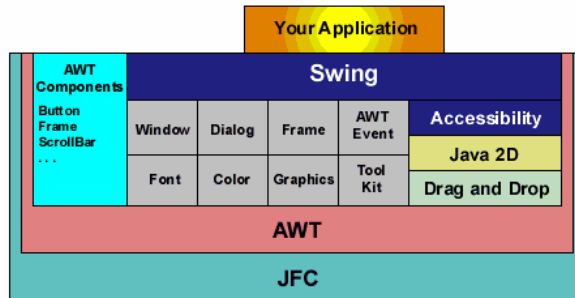 Your Application
AWT
Components
Button
Frame
ScrollBar
. . .
Swing
Window
Dialog
Frame
AWT
Event
Accessibility
Java 2D
Font
Color
Graphics
Tool
Kit
Drag and Drop
AWT
JFC